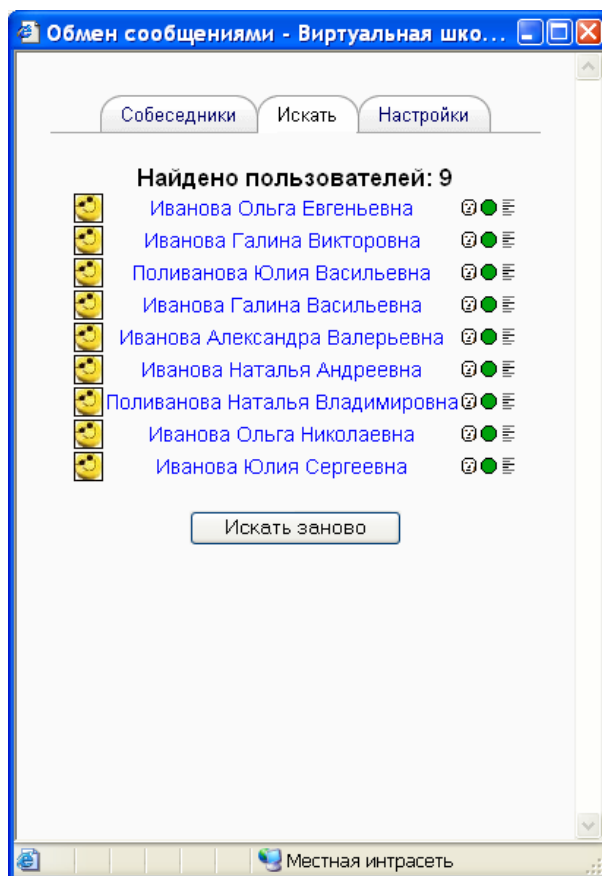 Обмен сообщениями - Виртуальная шко...
Собеседники Искать Настройки
Найдено пользователей: 9
Иванова Ольга Евгеньевна
Иванова Галина Викторовна
Поливанова Юлия Васильевна
Иванова Галина Васильевна
Иванова Александра Валерьевна
Иванова Наталья Андреевна
Поливанова Наталья Владимировна
Иванова Ольга Николаевна
Иванова Юлия Сергеевна
Искать заново
Местная интрасеть